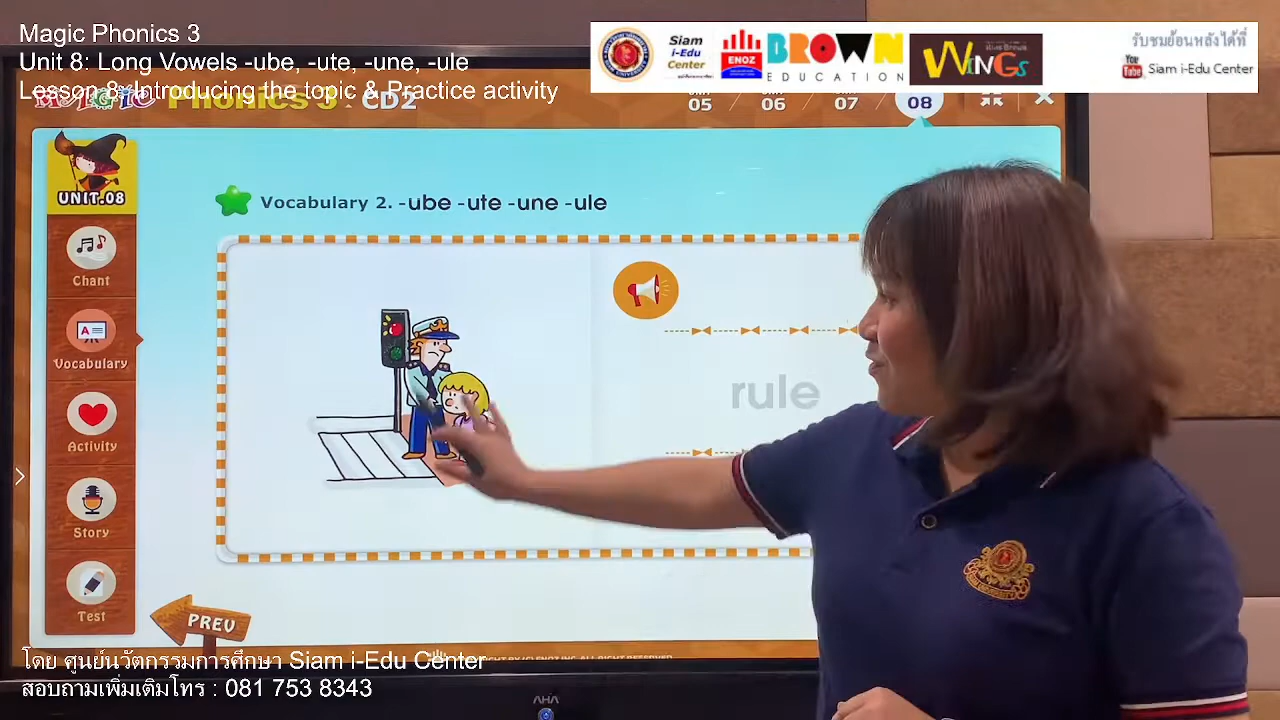 Magic Phonics 3
Unit 8: Long Vowels -ube, -ute, -une, -ule
Lesson 8: Introducing the topic & Practice activity
Siam
i-Edu
Center
ENOZ
BROWN
EDUCATION
WiNGs
รับชมย้อนหลังได้ที่
You Tube Siam i-Edu Center
Phonics 3 CD2
05 / 06 / 07 / 08
UNIT.08
Vocabulary 2. -ube -ute -une -ule
Chant
Vocabulary
Activity
Story
Test
rule
PREV
โดย ศูนย์นวัตกรรมการศึกษา Siam i-Edu Center
สอบถามเพิ่มเติมโทร : 081 753 8343
AHA